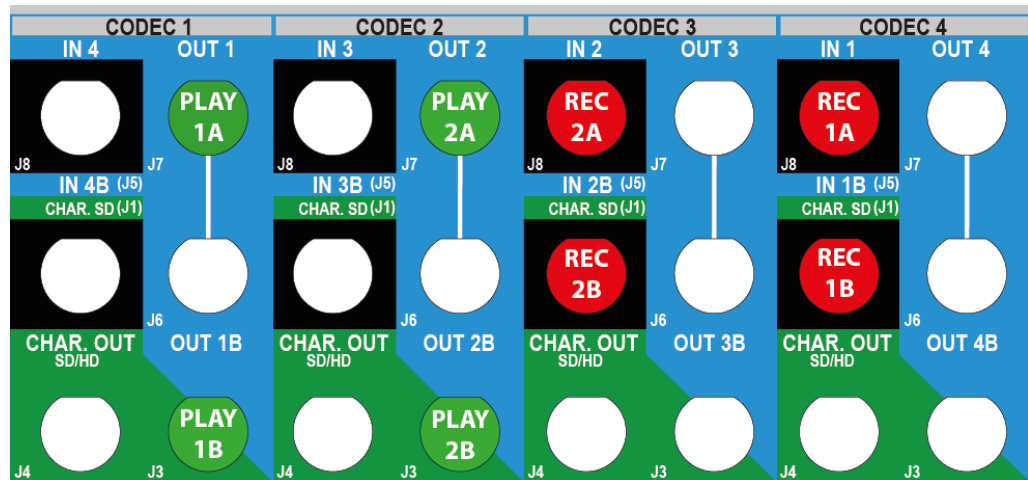 CODEC 1 CODEC 2 CODEC 3 CODEC 4
IN 4 OUT 1 IN 3 OUT 2 IN 2 OUT 3 IN 1 OUT 4
PLAY 1A
PLAY 2A
REC 2A
REC 1A
J8 J7 J8 J7 J8 J7 J8 J7
IN 4B (J5) IN 3B (J5) IN 2B (J5) IN 1B (J5)
CHAR. SD (J1) CHAR. SD (J1) CHAR. SD (J1) CHAR. SD (J1)
REC 2B
REC 1B
J6 J6 J6 J6
CHAR. OUT OUT 1B CHAR. OUT OUT 2B CHAR. OUT OUT 3B CHAR. OUT OUT 4B
SD/HD SD/HD SD/HD SD/HD
PLAY 1B
PLAY 2B
J4 J3 J4 J3 J4 J3 J4 J3